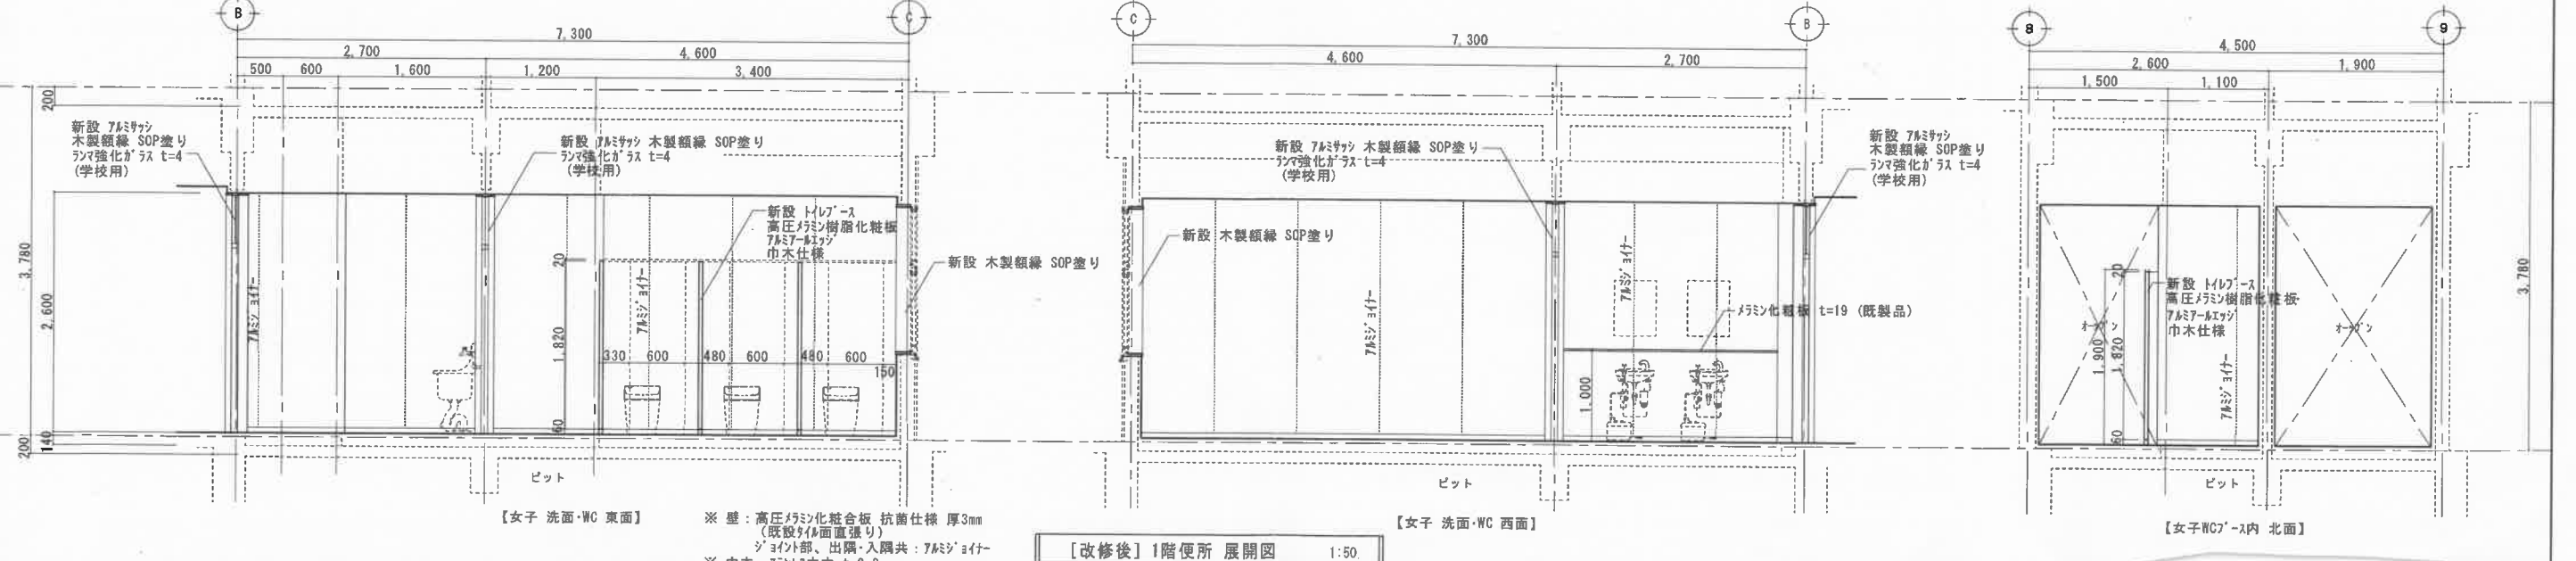 B
C
7,300
2,700
4,600
500
600
1,600
1,200
3,400
200
3,780
2,600
140
200
新設 アルミサッシ
木製額縁 SOP塗り
ランマ強化ガラス t=4
(学校用)
新設 アルミサッシ 木製額縁 SOP塗り
ランマ強化ガラス t=4
(学校用)
新設 トイレブース
高圧メラミン樹脂化粧板
アルミアールエッジ
巾木仕様
新設 木製額縁 SOP塗り
アルミジョイナー
アルミジョイナー
20
1,820
60
330
600
480
600
480
600
150
ピット
【女子 洗面・WC 東面】
※ 壁：高圧メラミン化粧合板 抗菌仕様 厚3mm
(既設タイル面直張り)
ジョイント部、出隅・入隅共：アルミジョイナー
C
B
7,300
4,600
2,700
新設 アルミサッシ 木製額縁 SOP塗り
ランマ強化ガラス t=4
(学校用)
新設 アルミサッシ
木製額縁 SOP塗り
ランマ強化ガラス t=4
(学校用)
新設 木製額縁 SOP塗り
アルミジョイナー
アルミジョイナー
メラミン化粧板 t=19 (既製品)
1,000
ピット
【女子 洗面・WC 西面】
[改修後] 1階便所 展開図 1:50
8
9
4,500
2,600
1,900
1,500
1,100
3,780
新設 トイレブース
高圧メラミン樹脂化粧板
アルミアールエッジ
巾木仕様
オープン
オープン
20
1,900
1,820
60
アルミジョイナー
ピット
【女子WCブース内 北面】